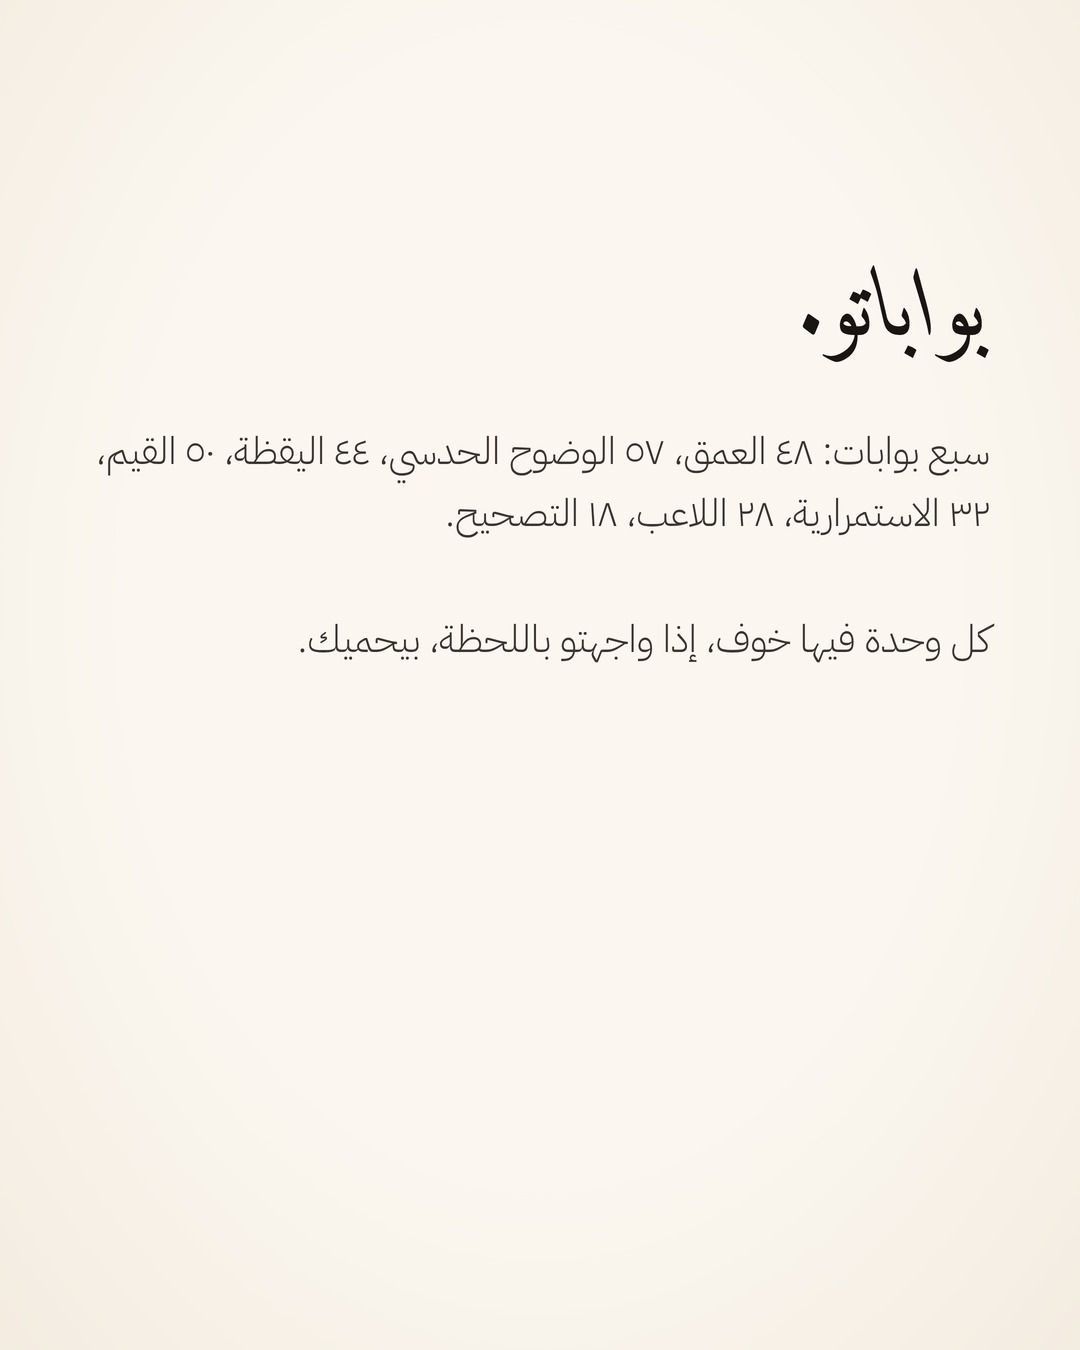 بواباتو.
سبع بوابات: ٤٨ العمق، ٥٧ الوضوح الحدسي، ٤٤ اليقظة، ٥٠ القيم،
٣٢ الاستمرارية، ٢٨ اللاعب، ١٨ التصحيح.
كل وحدة فيها خوف، إذا واجهتو باللحظة، بيحميك.